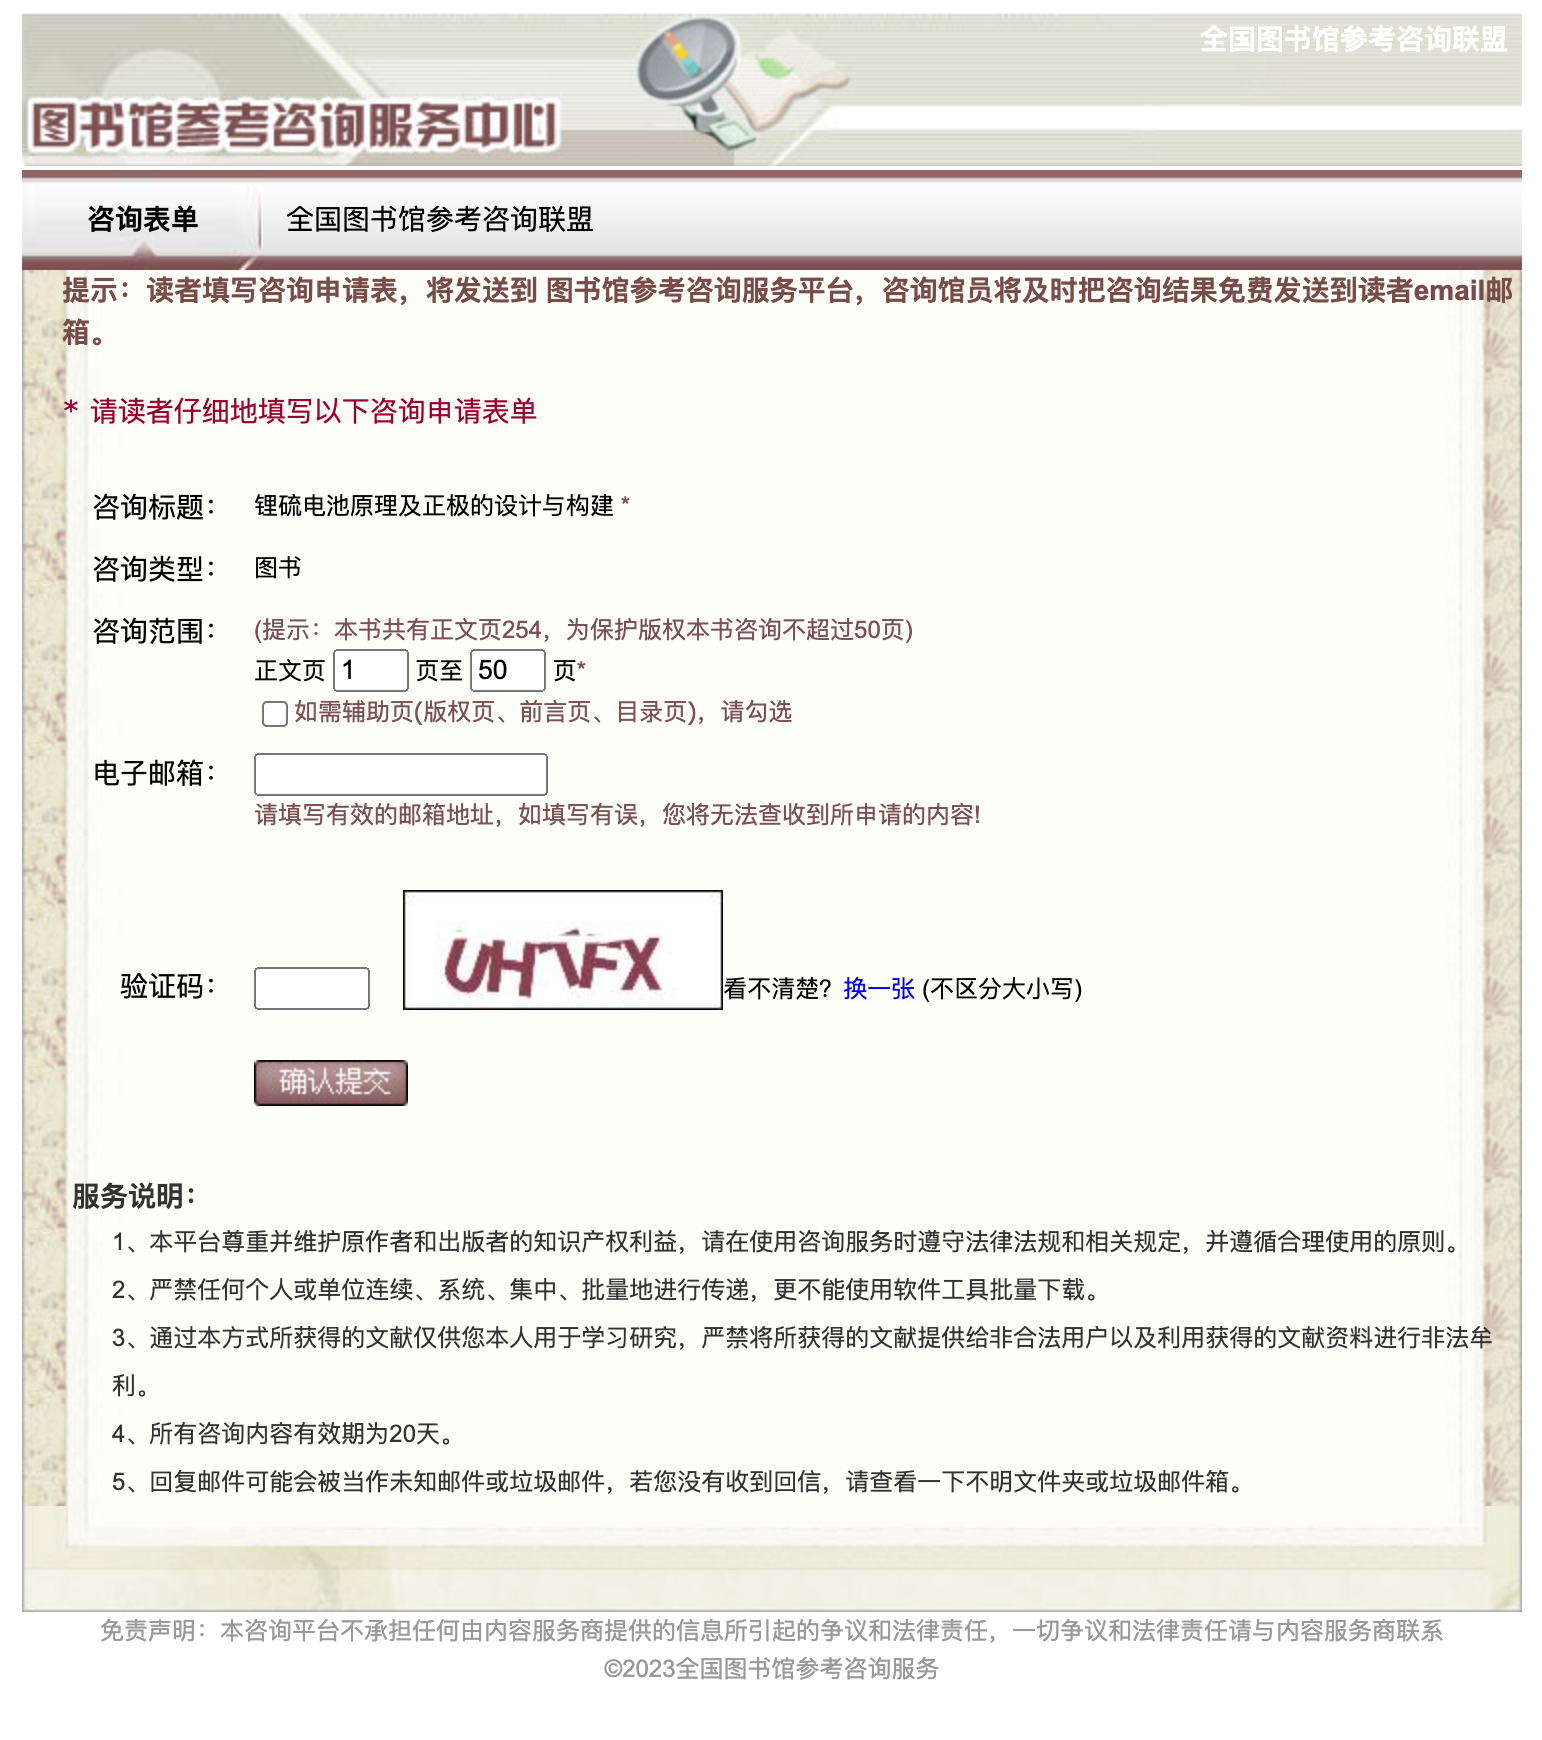 全国图书馆参考咨询联盟
图书馆参考咨询服务中心
咨询表单 全国图书馆参考咨询联盟
提示：读者填写咨询申请表，将发送到 图书馆参考咨询服务平台，咨询馆员将及时把咨询结果免费发送到读者email邮
箱。
* 请读者仔细地填写以下咨询申请表单
咨询标题： 锂硫电池原理及正极的设计与构建 *
咨询类型： 图书
咨询范围： (提示：本书共有正文页254，为保护版权本书咨询不超过50页)
正文页 1 页至 50 页*
如需辅助页(版权页、前言页、目录页)，请勾选
电子邮箱：
请填写有效的邮箱地址，如填写有误，您将无法查收到所申请的内容!
验证码： 看不清楚? 换一张 (不区分大小写)
确认提交
服务说明：
1、本平台尊重并维护原作者和出版者的知识产权利益，请在使用咨询服务时遵守法律法规和相关规定，并遵循合理使用的原则。
2、严禁任何个人或单位连续、系统、集中、批量地进行传递，更不能使用软件工具批量下载。
3、通过本方式所获得的文献仅供您本人用于学习研究，严禁将所获得的文献提供给非合法用户以及利用获得的文献资料进行非法牟
利。
4、所有咨询内容有效期为20天。
5、回复邮件可能会被当作未知邮件或垃圾邮件，若您没有收到回信，请查看一下不明文件夹或垃圾邮件箱。
免责声明：本咨询平台不承担任何由内容服务商提供的信息所引起的争议和法律责任，一切争议和法律责任请与内容服务商联系
©2023全国图书馆参考咨询服务